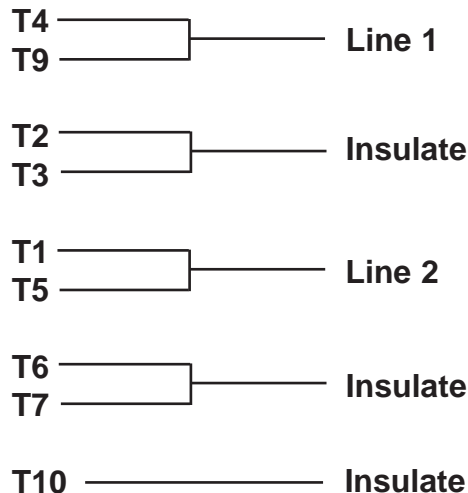 T4
T9
Line 1
T2
T3
Insulate
T1
T5
Line 2
T6
T7
Insulate
T10
Insulate